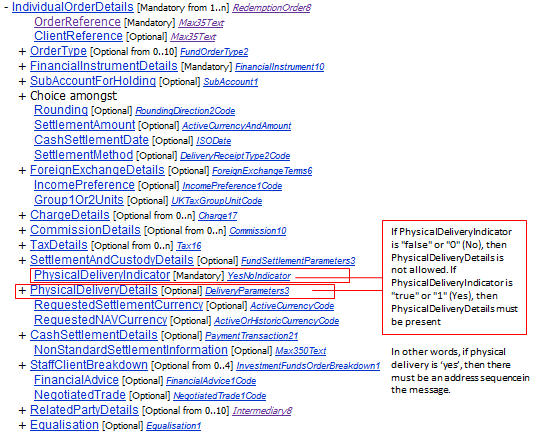 - IndividualOrderDetails [Mandatory from 1..n] RedemptionOrder8
OrderReference [Mandatory] Max35Text
ClientReference [Optional] Max35Text
+ OrderType [Optional from 0..10] FundOrderType2
+ FinancialInstrumentDetails [Mandatory] FinancialInstrument10
+ SubAccountForHolding [Optional] SubAccount1
+ Choice amongst
Rounding [Optional] RoundingDirection2Code
SettlementAmount [Optional] ActiveCurrencyAndAmount
CashSettlementDate [Optional] ISODate
SettlementMethod [Optional] DeliveryReceiptType2Code
+ ForeignExchangeDetails [Optional] ForeignExchangeTerms6
IncomePreference [Optional] IncomePreference1Code
Group1Or2Units [Optional] UKTaxGroupUnitCode
+ ChargeDetails [Optional from 0..n] Charge17
+ CommissionDetails [Optional from 0..n] Commission10
+ TaxDetails [Optional from 0..n] Tax16
+ SettlementAndCustodyDetails [Optional] FundSettlementParameters3
PhysicalDeliveryIndicator [Mandatory] YesNoIndicator
+ PhysicalDeliveryDetails [Optional] DeliveryParameters3
RequestedSettlementCurrency [Optional] ActiveCurrencyCode
RequestedNAVCurrency [Optional] ActiveOrHistoricCurrencyCode
+ CashSettlementDetails [Optional] PaymentTransaction21
NonStandardSettlementInformation [Optional] Max350Text
+ StaffClientBreakdown [Optional from 0..4] InvestmentFundsOrderBreakdown1
FinancialAdvice [Optional] FinancialAdvice1Code
NegotiatedTrade [Optional] NegotiatedTrade1Code
+ RelatedPartyDetails [Optional from 0..10] Intermediary8
+ Equalisation [Optional] Equalisation1
If PhysicalDeliveryIndicator
is "false" or "0" (No), then
PhysicalDeliveryDetails is
not allowed. If
PhysicalDeliveryIndicator is
"true" or "1" (Yes), then
PhysicalDeliveryDetails must
be present
In other words, if physical
delivery is 'yes', then there
must be an address sequence in
the message.